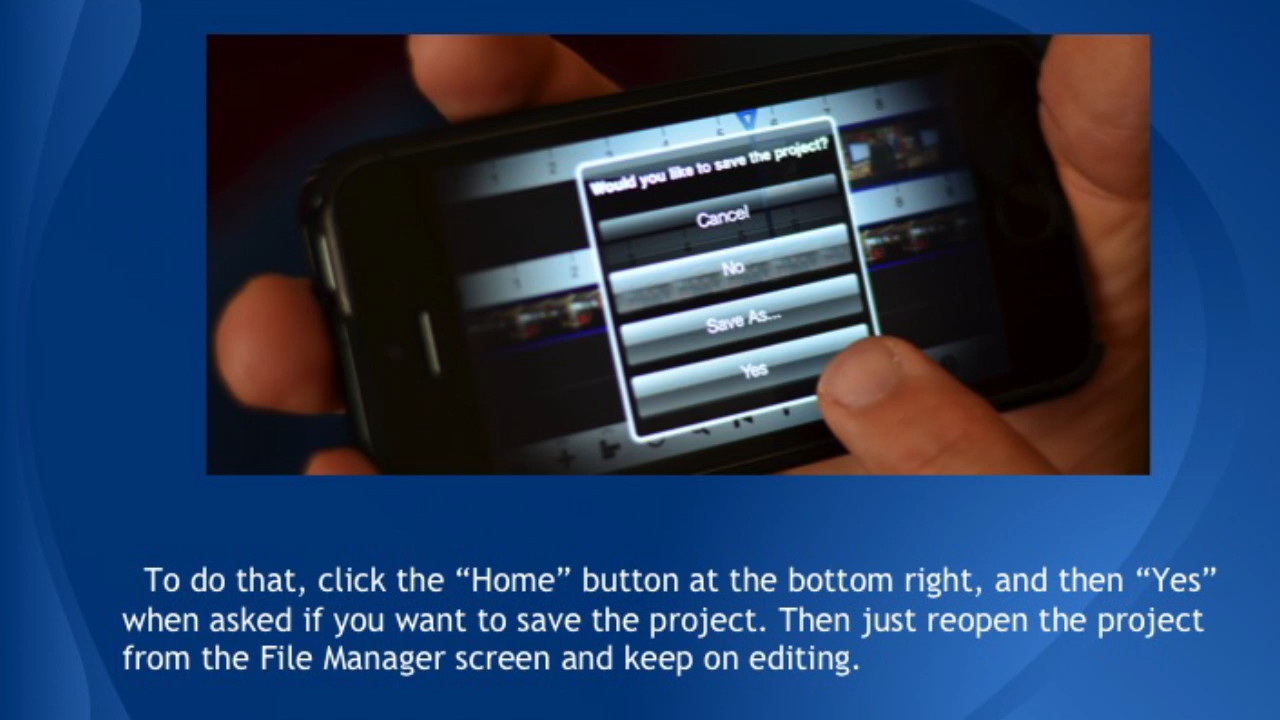 Would you like to save the project?
Cancel
No
Save As...
Yes
To do that, click the “Home” button at the bottom right, and then “Yes”
when asked if you want to save the project. Then just reopen the project
from the File Manager screen and keep on editing.